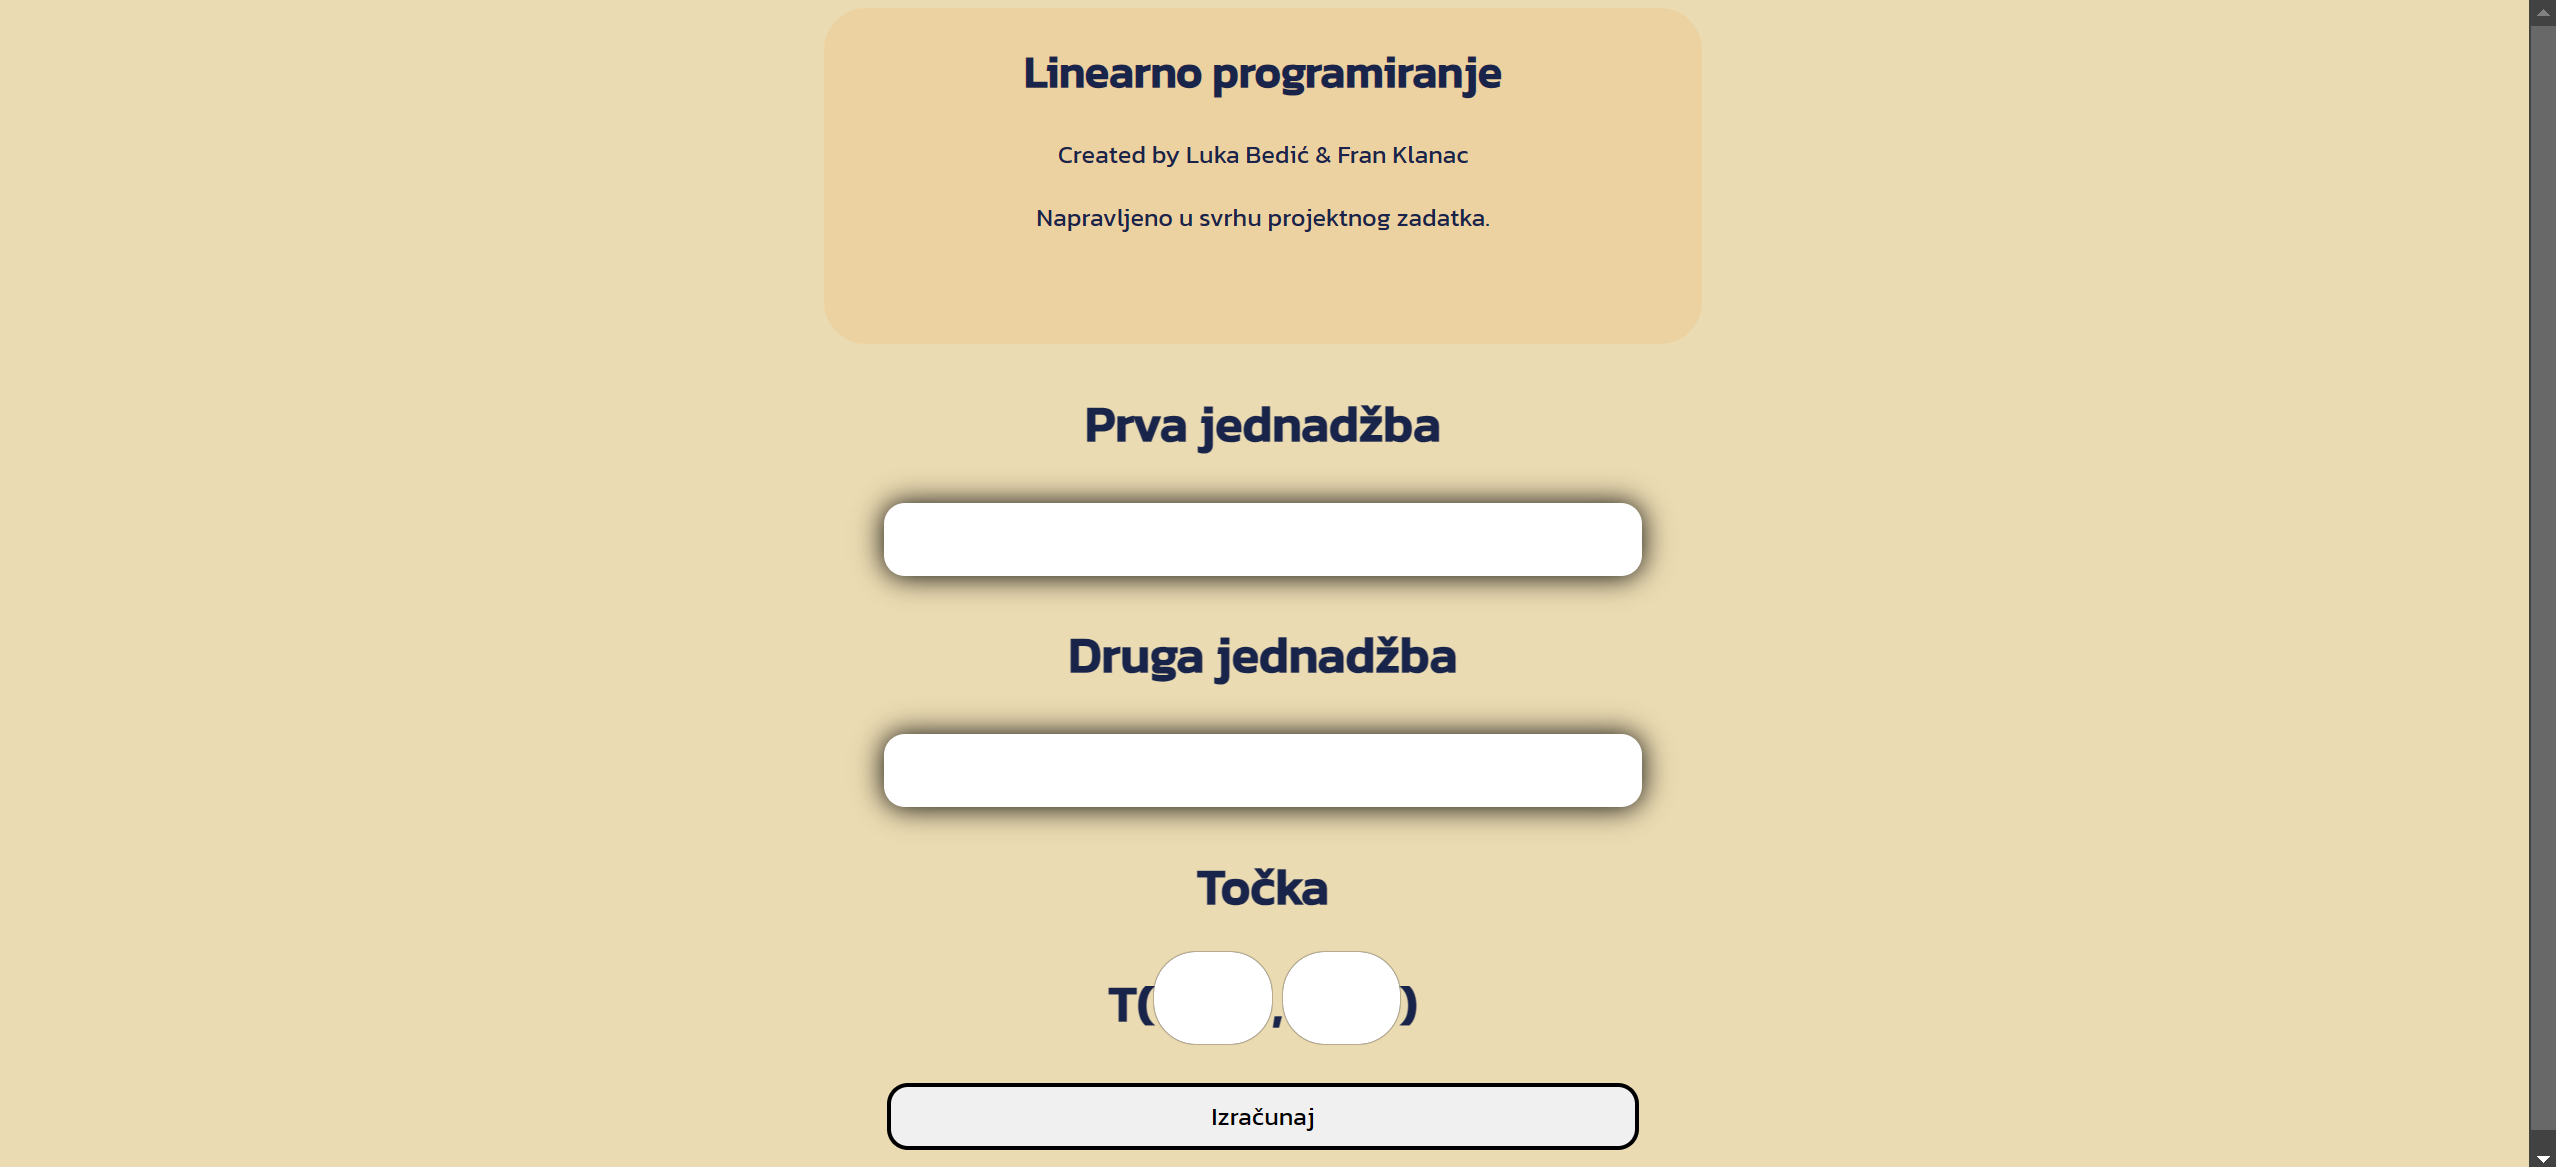 Linearno programiranje
Created by Luka Bedić & Fran Klanac
Napravljeno u svrhu projektnog zadatka.
Prva jednadžba
Druga jednadžba
Točka
T( , )
Izračunaj